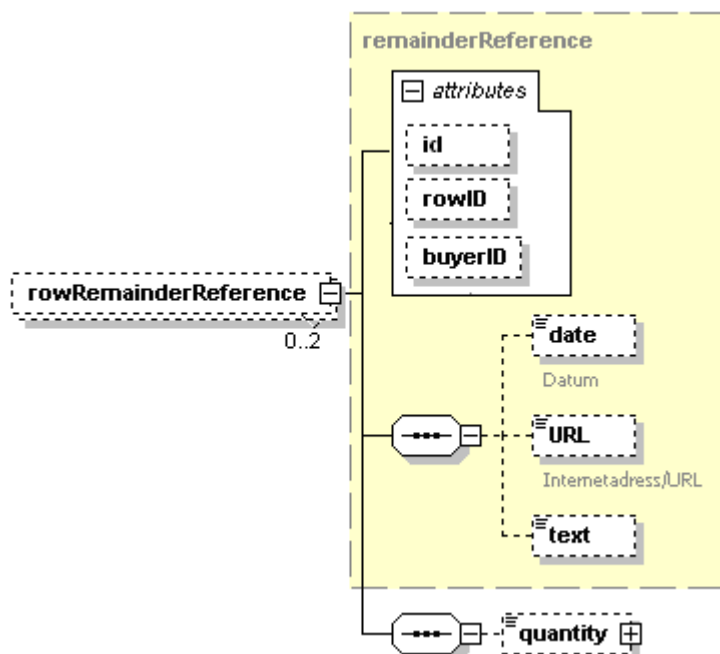 remainderReference
attributes
id
rowID
buyerID
rowRemainderReference
0..2
date
Datum
URL
Internetadress/URL
text
quantity